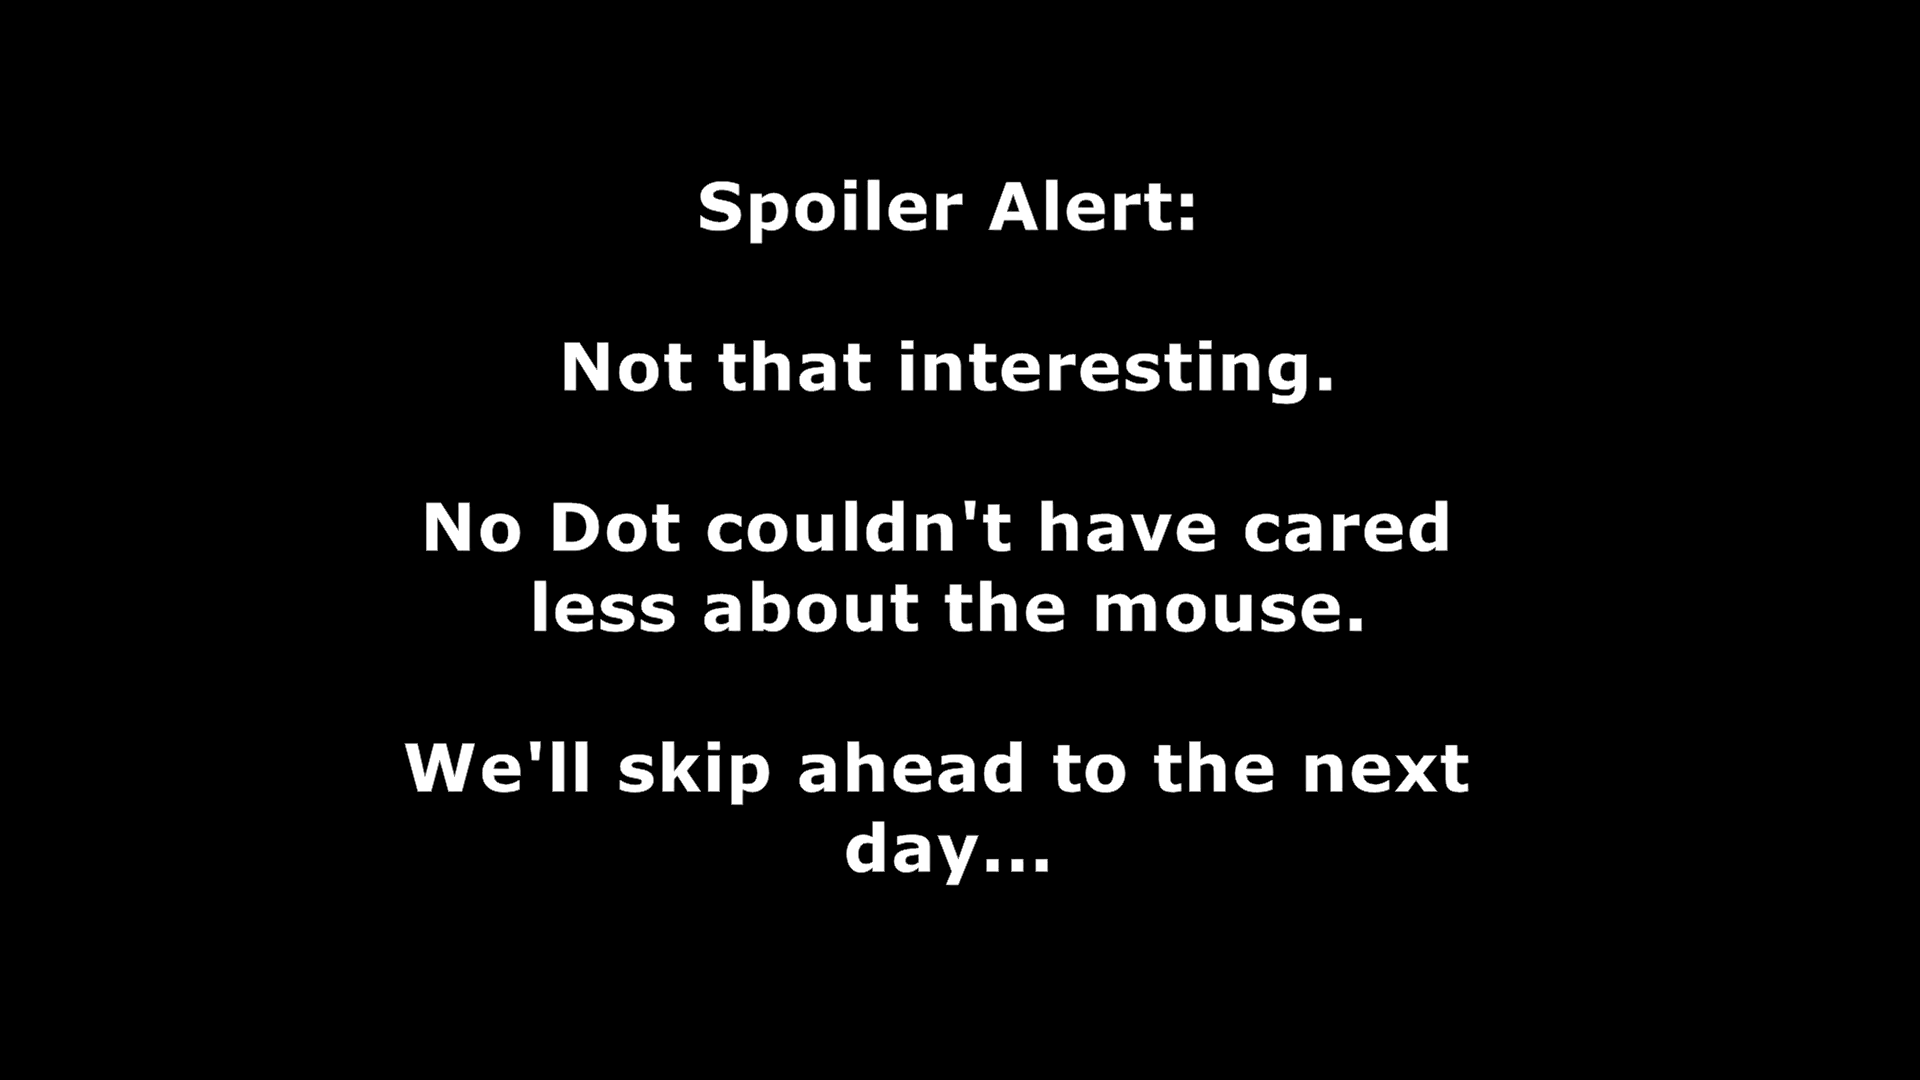 Spoiler Alert:
Not that interesting.
No Dot couldn't have cared
less about the mouse.
We'll skip ahead to the next
day...